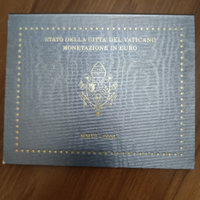 STATO DELLA CITTÀ DEL VATICANO
MONETAZIONE IN EURO